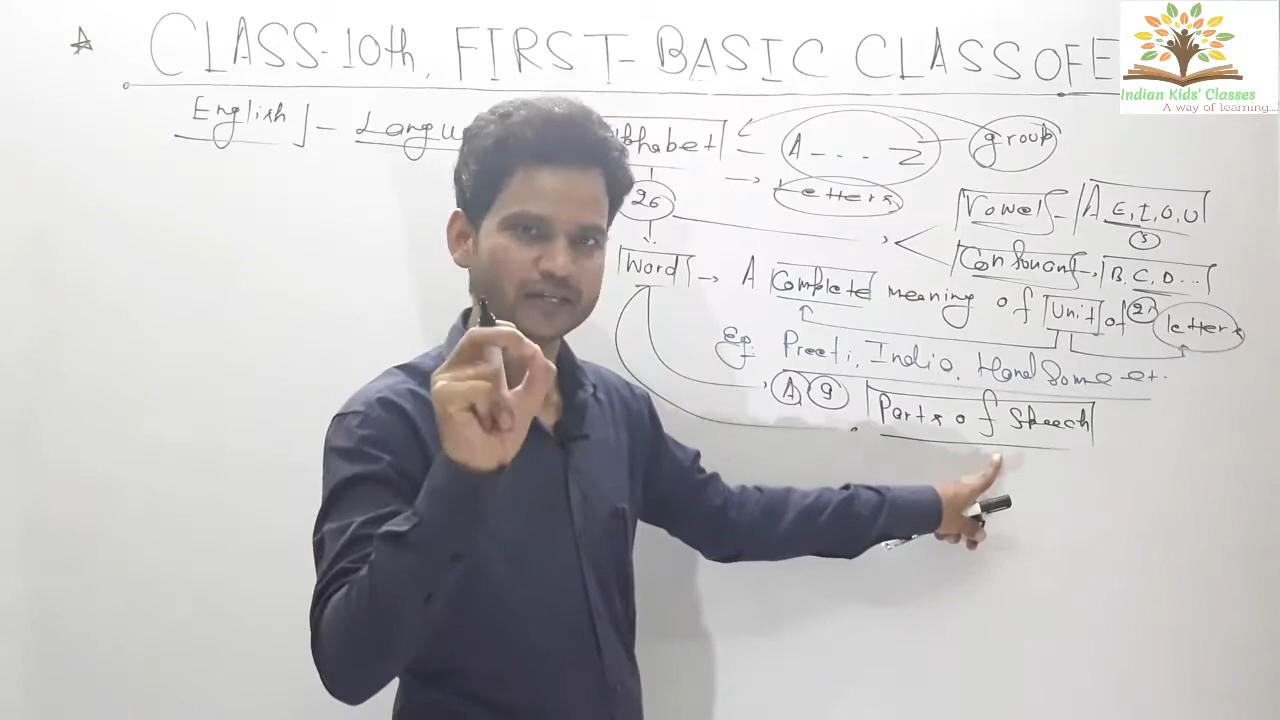 ☆ CLASS-10th, FIRST-BASIC CLASS OF E
English - Langu
Alphabet - A - - - - Z group
→ Letters
26
Vowel - A, E, I, O, U
5
Consonant → B, C, D...
21
Word → A Complete meaning of Unit of letters
Eg. Preeti, India, Handsome etc.
A 9 Parts of Speech
Indian Kids' Classes
A way of learning....